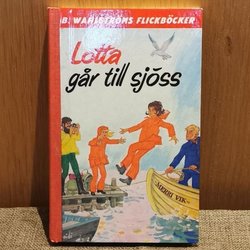 B. WAHLSTRÖMS FLICKBÖCKER
Lotta
går till sjöss